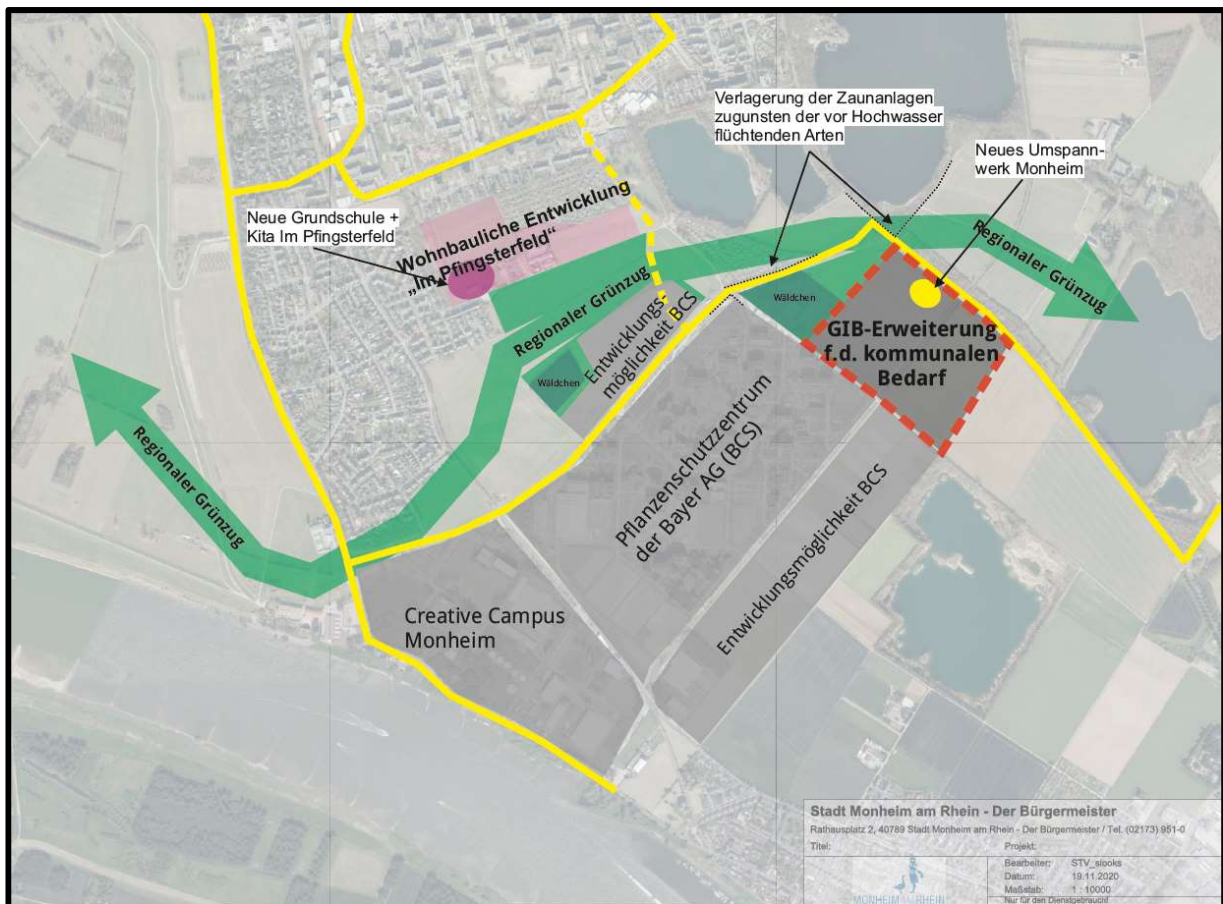 Verlagerung der Zaunanlagen
zugunsten der vor Hochwasser
flüchtenden Arten
Neues Umspann-
werk Monheim
Neue Grundschule +
Kita Im Pfingsterfeld
Wohnbauliche Entwicklung
„Im Pfingsterfeld“
Regionaler Grünzug
Regionaler Grünzug
Regionaler Grünzug
Wäldchen
Wäldchen
Entwicklungs-
möglichkeit BCS
GIB-Erweiterung
f.d. kommunalen
Bedarf
Pflanzenschutzzentrum
der Bayer AG (BCS)
Entwicklungsmöglichkeit BCS
Creative Campus
Monheim
Stadt Monheim am Rhein - Der Bürgermeister
Rathausplatz 2, 40789 Stadt Monheim am Rhein - Der Bürgermeister / Tel. (02173) 951-0
Titel:
Projekt:
Bearbeiter: STV_slooks
Datum: 19.11.2020
Maßstab: 1 : 10000
Nur für den Dienstgebrauch!
MONHEIM AM RHEIN